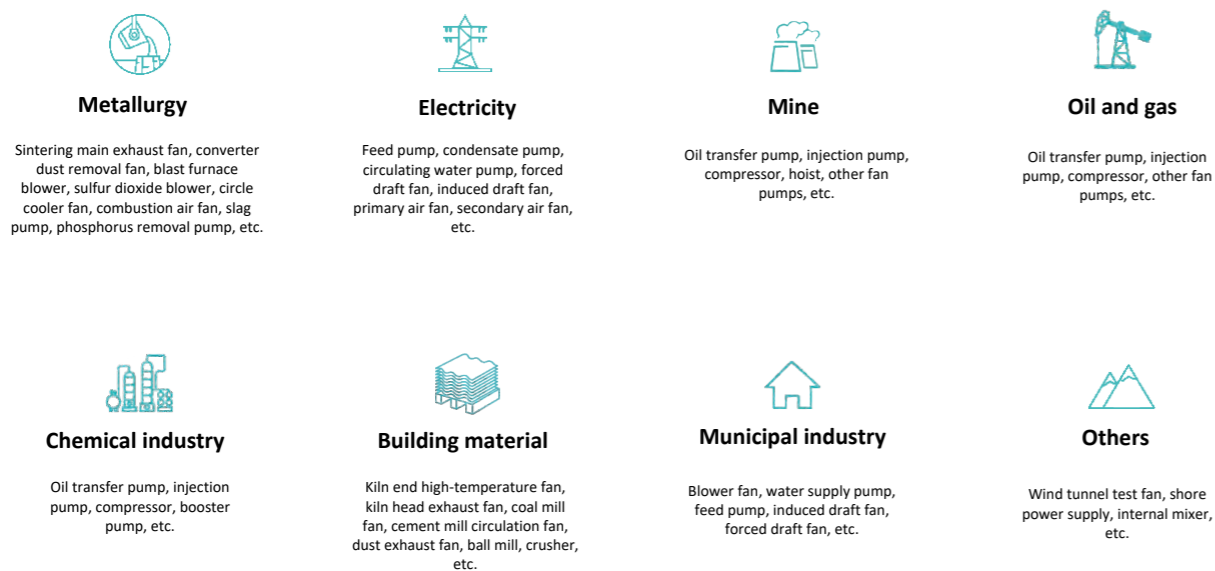 Metallurgy
Sintering main exhaust fan, converter
dust removal fan, blast furnace
blower, sulfur dioxide blower, circle
cooler fan, combustion air fan, slag
pump, phosphorus removal pump, etc.
Electricity
Feed pump, condensate pump,
circulating water pump, forced
draft fan, induced draft fan,
primary air fan, secondary air fan,
etc.
Mine
Oil transfer pump, injection pump,
compressor, hoist, other fan
pumps, etc.
Oil and gas
Oil transfer pump, injection
pump, compressor, other fan
pumps, etc.
Chemical industry
Oil transfer pump, injection
pump, compressor, booster
pump, etc.
Building material
Kiln end high-temperature fan,
kiln head exhaust fan, coal mill
fan, cement mill circulation fan,
dust exhaust fan, ball mill, crusher,
etc.
Municipal industry
Blower fan, water supply pump,
feed pump, induced draft fan,
forced draft fan, etc.
Others
Wind tunnel test fan, shore
power supply, internal mixer,
etc.